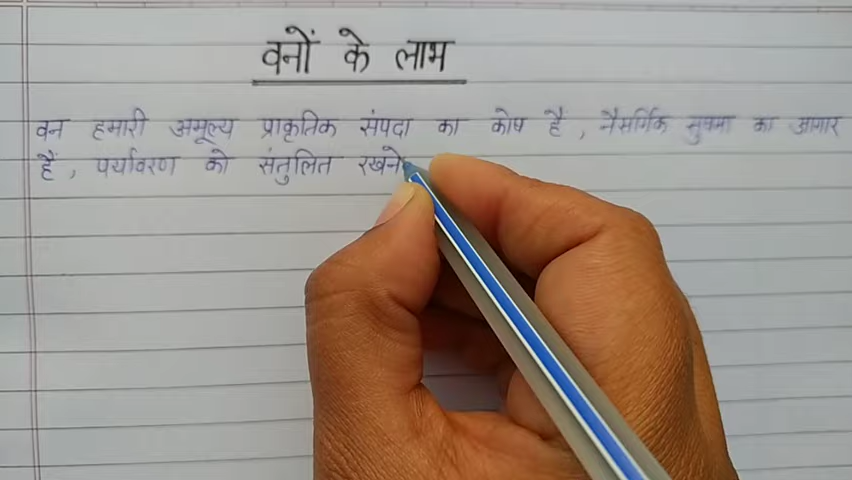 वनों के लाभ
वन हमारी अमूल्य प्राकृतिक संपदा का कोष है, नैसर्गिक सुषमा का आगार
हैं, पर्यावरण को संतुलित रखने